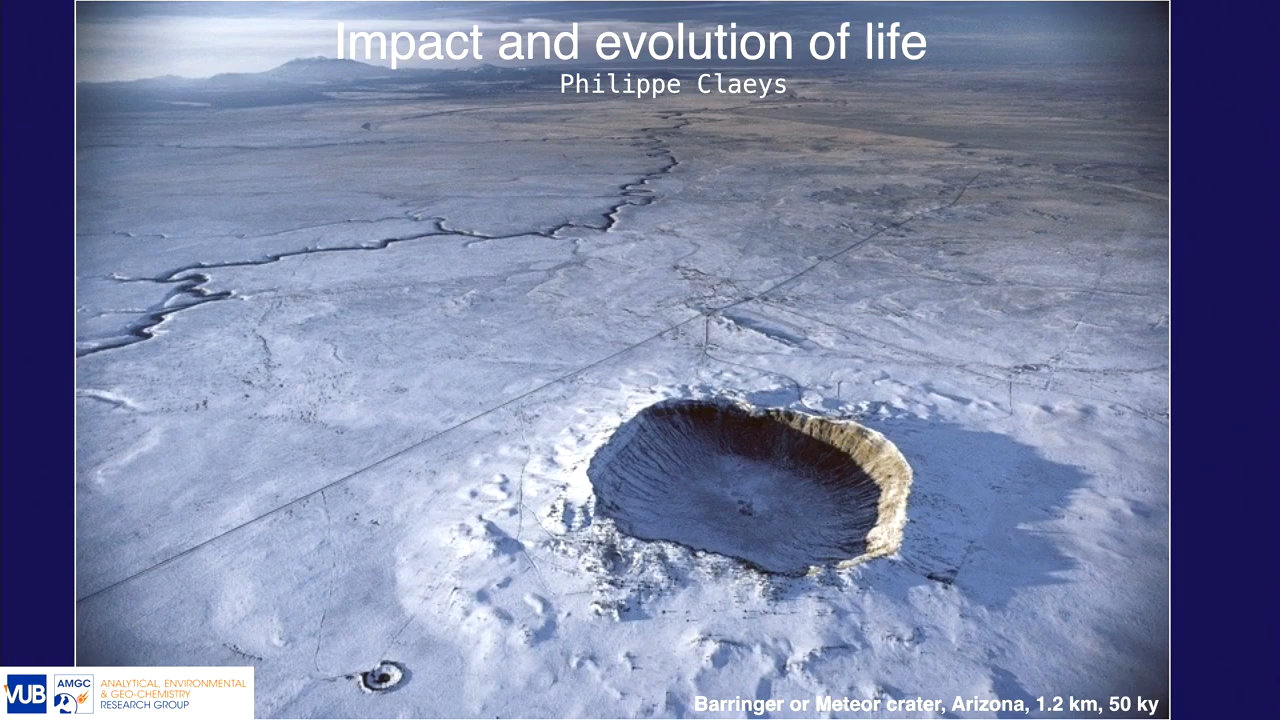 Impact and evolution of life
Philippe Claeys
VUB
AMGC
ANALYTICAL, ENVIRONMENTAL
& GEO-CHEMISTRY
RESEARCH GROUP
Barringer or Meteor crater, Arizona, 1.2 km, 50 ky